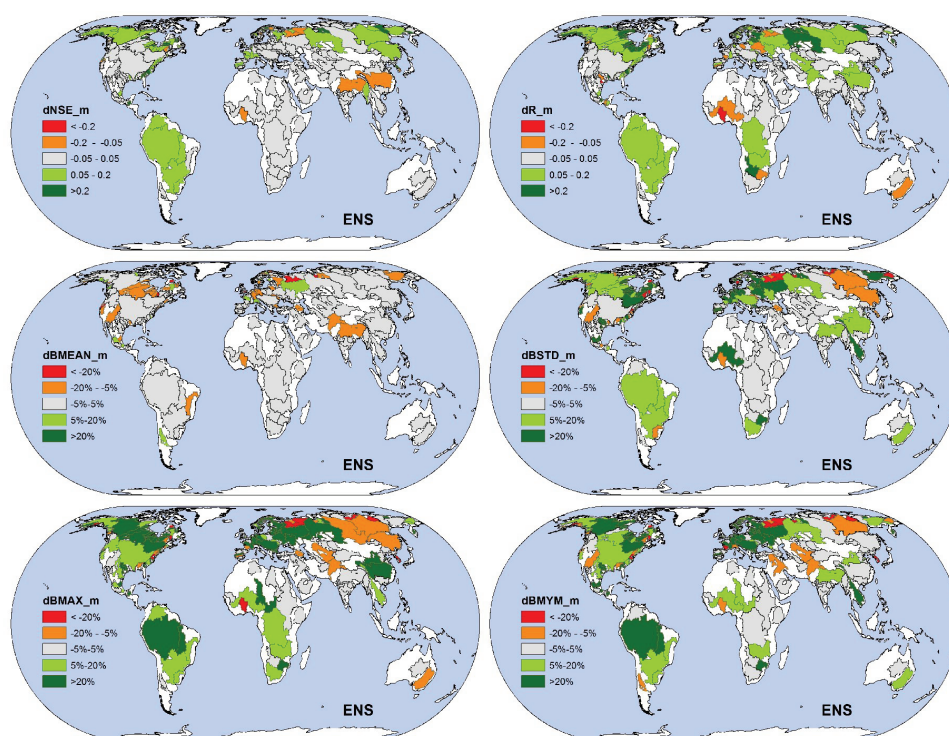 dNSE_m
< -0.2
-0.2 - -0.05
-0.05 - 0.05
0.05 - 0.2
>0.2
ENS
dR_m
< -0.2
-0.2 - -0.05
-0.05 - 0.05
0.05 - 0.2
>0.2
ENS
dBMEAN_m
< -20%
-20% - -5%
-5%-5%
5%-20%
>20%
ENS
dBSTD_m
< -20%
-20% - -5%
-5%-5%
5%-20%
>20%
ENS
dBMAX_m
< -20%
-20% - -5%
-5%-5%
5%-20%
>20%
ENS
dBMYM_m
< -20%
-20% - -5%
-5%-5%
5%-20%
>20%
ENS